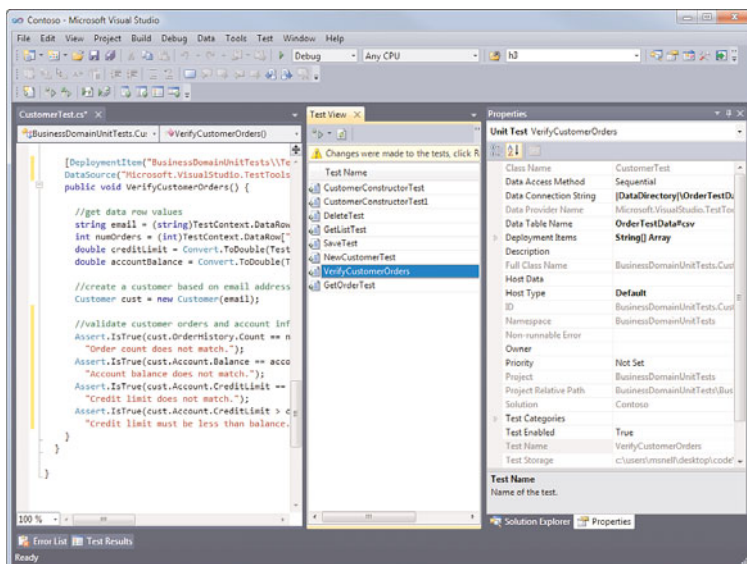 Contoso - Microsoft Visual Studio
File Edit View Project Build Debug Data Tools Test Window Help
Debug Any CPU h3
CustomerTest.cs* X
BusinessDomainUnitTests.Cu VerifyCustomerOrders()
[DeploymentItem("BusinessDomainUnitTests\\Te
DataSource("Microsoft.VisualStudio.TestTools
public void VerifyCustomerOrders() {
//get data row values
string email = (string)TestContext.DataRow
int numOrders = (int)TestContext.DataRow["
double creditLimit = Convert.ToDouble(Test
double accountBalance = Convert.ToDouble(T
//create a customer based on email address
Customer cust = new Customer(email);
//validate customer orders and account inf
Assert.IsTrue(cust.OrderHistory.Count == n
"Order count does not match.");
Assert.IsTrue(cust.Account.Balance == acco
"Account balance does not match.");
Assert.IsTrue(cust.Account.CreditLimit ==
"Credit limit does not match.");
Assert.IsTrue(cust.Account.CreditLimit > c
"Credit limit must be less than balance.
}
}
}
100 %
Test View X
Changes were made to the tests, click R
Test Name
CustomerConstructorTest
CustomerConstructorTest1
DeleteTest
GetListTest
SaveTest
NewCustomerTest
VerifyCustomerOrders
GetOrderTest
Properties
Unit Test VerifyCustomerOrders
Class Name CustomerTest
Data Access Method Sequential
Data Connection String |DataDirectory|\OrderTestDa
Data Provider Name Microsoft.VisualStudio.TestToo
Data Table Name OrderTestData#csv
Deployment Items String[] Array
Description
Full Class Name BusinessDomainUnitTests.Cust
Host Data
Host Type Default
ID BusinessDomainUnitTests.Cust
Namespace BusinessDomainUnitTests
Non-runnable Error
Owner
Priority Not Set
Project BusinessDomainUnitTests
Project Relative Path BusinessDomainUnitTests\Bus
Solution Contoso
Test Categories
Test Enabled True
Test Name VerifyCustomerOrders
Test Storage c:\users\msnell\desktop\code\
Test Name
Name of the test.
Solution Explorer Properties
Error List Test Results
Ready